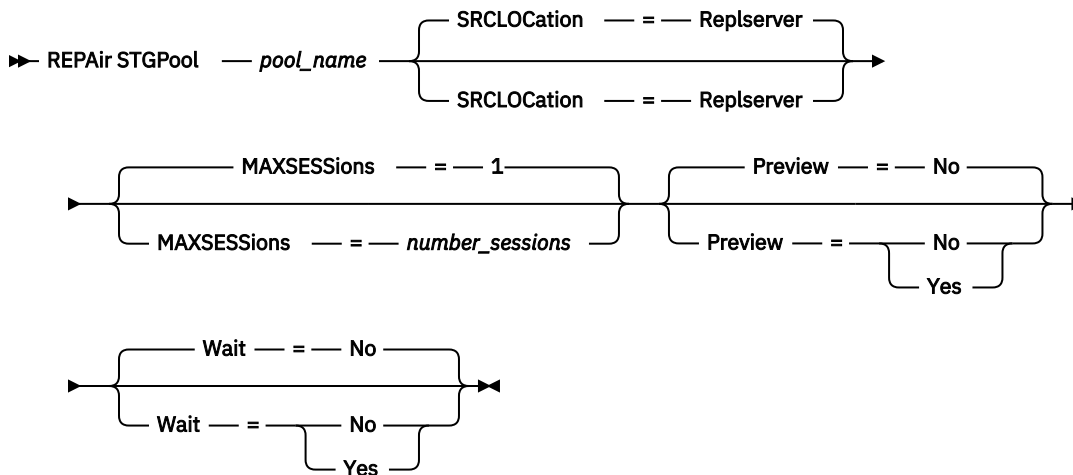 SRCLOCation = Replserver
REPAir STGPool pool_name
SRCLOCation = Replserver
MAXSESSions = 1
Preview = No
MAXSESSions = number_sessions
Preview = No
Yes
Wait = No
Wait = No
Yes